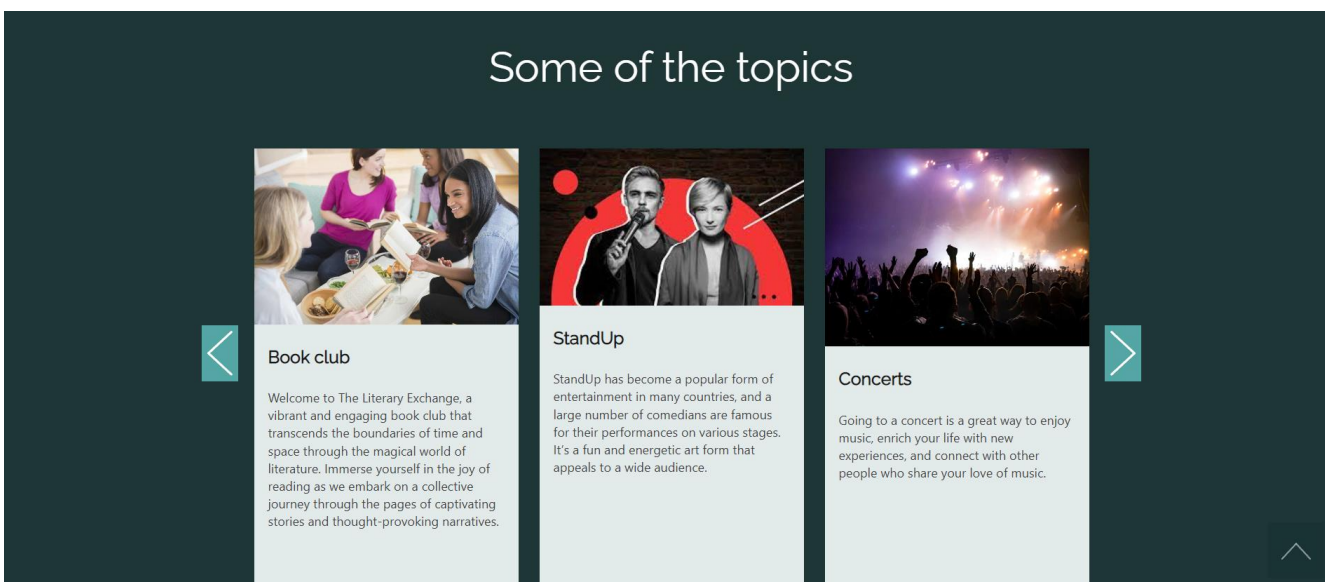 Some of the topics
Book club
Welcome to The Literary Exchange, a
vibrant and engaging book club that
transcends the boundaries of time and
space through the magical world of
literature. Immerse yourself in the joy of
reading as we embark on a collective
journey through the pages of captivating
stories and thought-provoking narratives.
StandUp
StandUp has become a popular form of
entertainment in many countries, and a
large number of comedians are famous
for their performances on various stages.
It's a fun and energetic art form that
appeals to a wide audience.
Concerts
Going to a concert is a great way to enjoy
music, enrich your life with new
experiences, and connect with other
people who share your love of music.